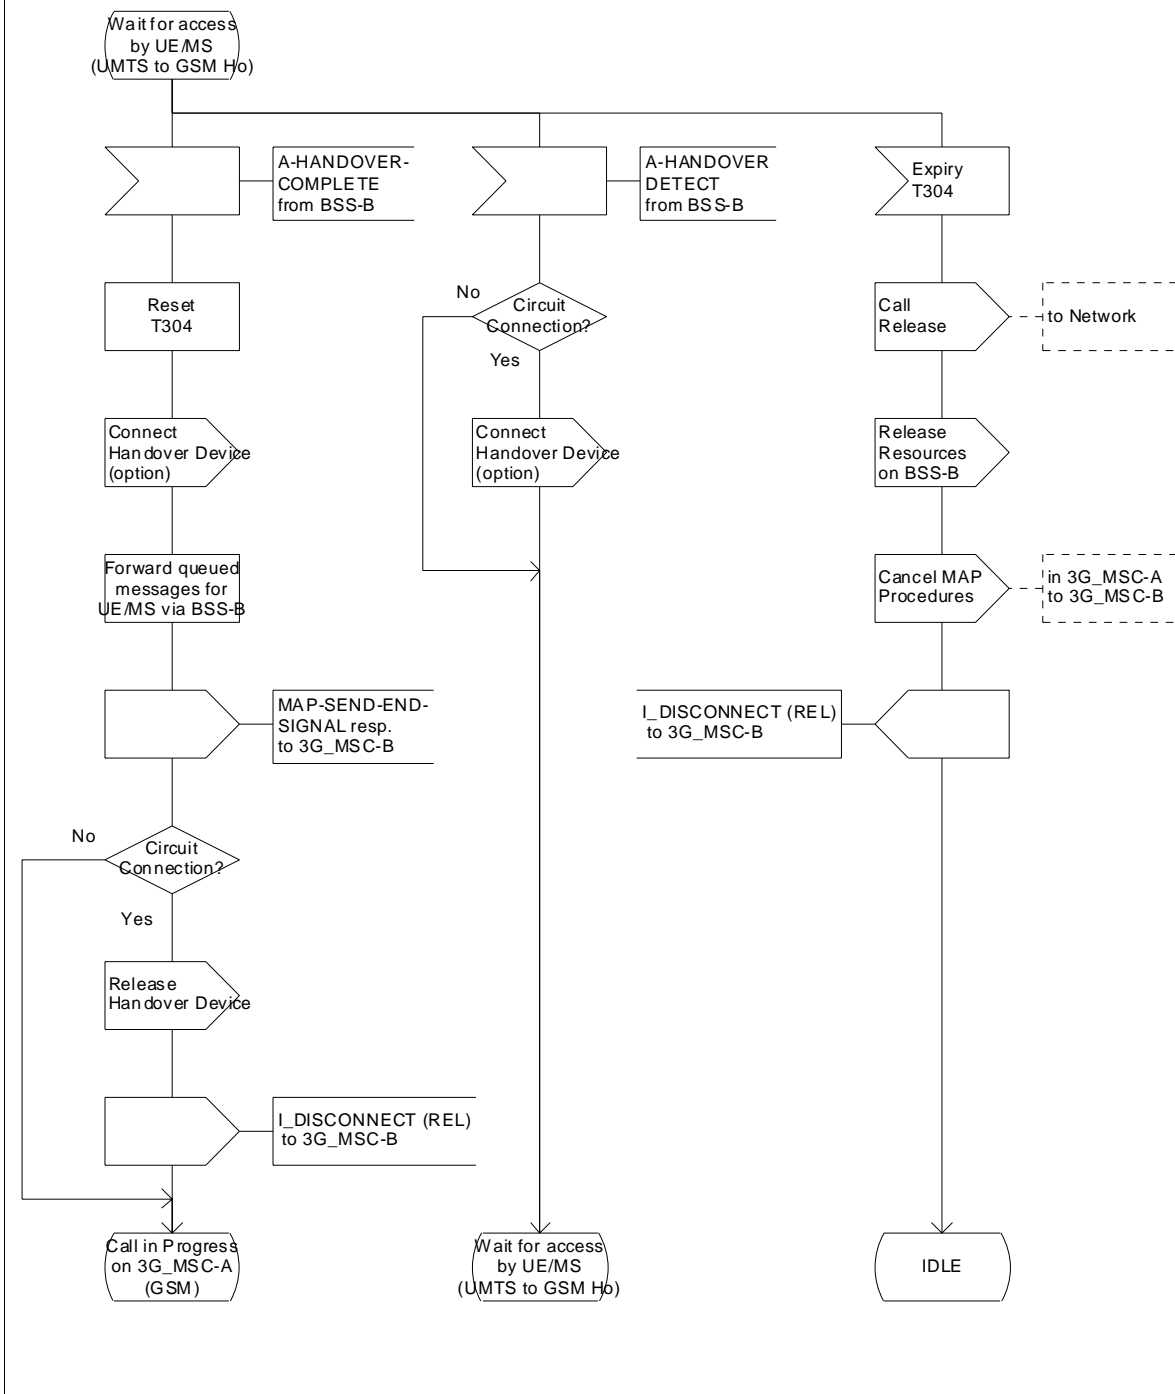 Wait for access
by UE/MS
(UMTS to GSM Ho)
A-HANDOVER-
COMPLETE
from BSS-B
A-HANDOVER
DETECT
from BSS-B
Expiry
T304
Reset
T304
No
Circuit
Connection?
Yes
Call
Release
to Network
Connect
Handover Device
(option)
Connect
Handover Device
(option)
Release
Resources
on BSS-B
Forward queued
messages for
UE/MS via BSS-B
Cancel MAP
Procedures
in 3G_MSC-A
to 3G_MSC-B
MAP-SEND-END-
SIGNAL resp.
to 3G_MSC-B
I_DISCONNECT (REL)
to 3G_MSC-B
No
Circuit
Connection?
Yes
Release
Handover Device
I_DISCONNECT (REL)
to 3G_MSC-B
Call in Progress
on 3G_MSC-A
(GSM)
Wait for access
by UE/MS
(UMTS to GSM Ho)
IDLE